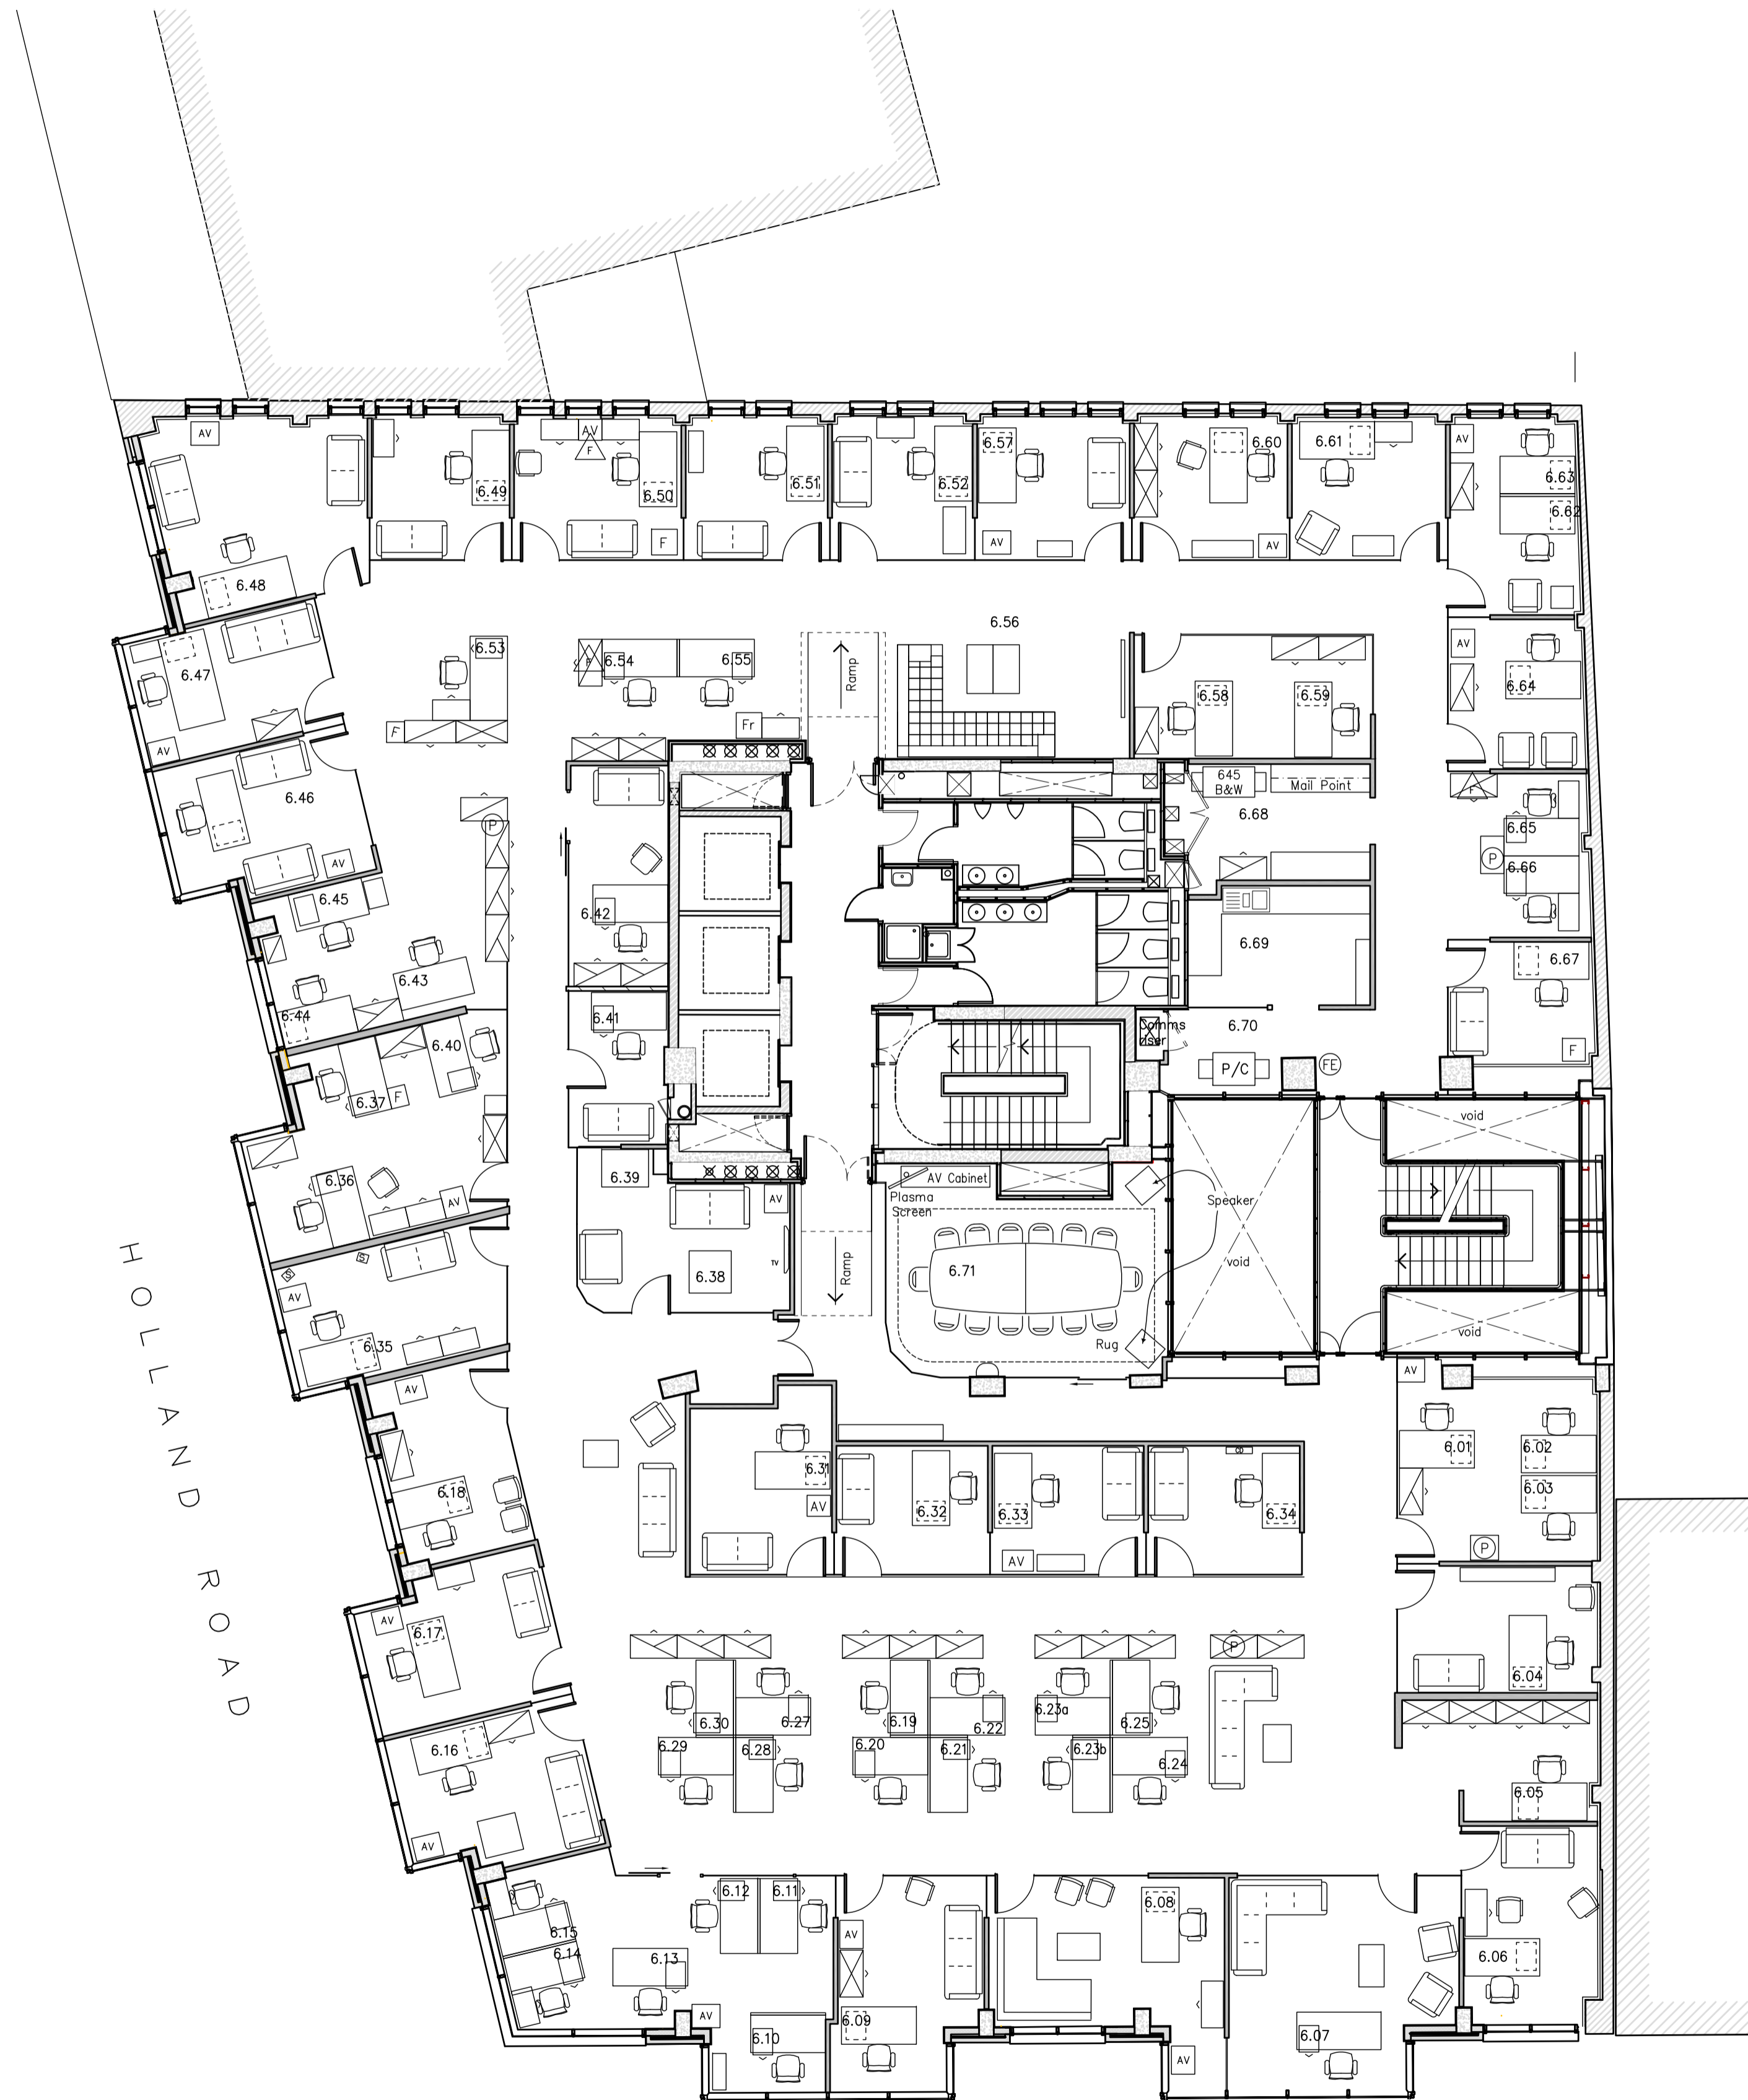 AV
AV
F
6.49
6.50
F
6.51
6.52
6.57
AV
6.60
AV
6.61
AV
6.63
6.62
6.48
6.56
6.47
AV
6.53
F
F
6.54
6.55
Fr
Ramp
6.58
6.59
AV
6.64
6.46
AV
P
645
B&W
Mail Point
6.68
F
6.65
P
6.66
6.45
6.43
6.44
6.42
6.69
6.67
F
6.41
6.40
6.37
F
Comms
riser
6.70
P/C
FE
void
6.36
AV
6.39
AV
AV Cabinet
Plasma
Screen
Speaker
void
S
S
AV
6.38
TV
Ramp
6.71
Rug
void
6.35
HOLLAND ROAD
AV
6.18
6.31
AV
6.32
6.33
AV
6.34
AV
6.01
6.02
6.03
P
AV
6.17
6.04
P
6.30
6.27
6.29
6.28
6.19
6.22
6.20
6.21
6.23a
6.25
6.23b
6.24
6.16
AV
6.05
6.12
6.11
6.15
6.14
6.13
AV
6.10
AV
6.09
6.08
AV
6.07
6.06